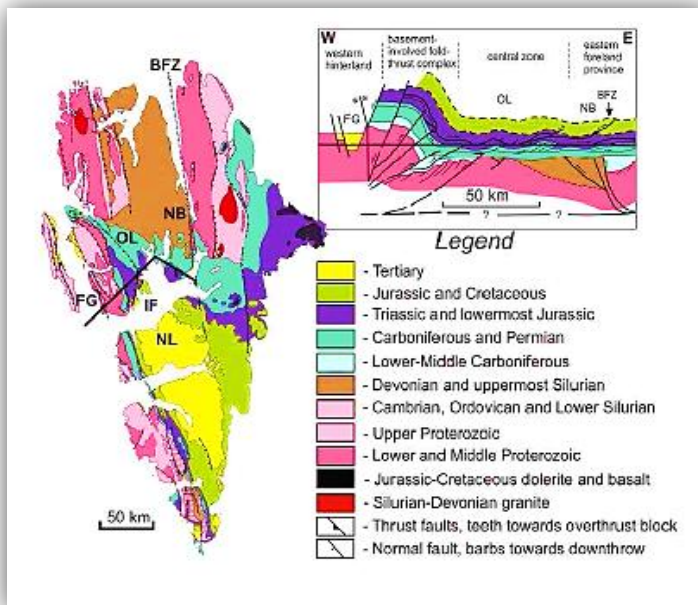 W
E
western
hinterland
basement-
involved fold-
thrust complex
central zone
eastern
foreland
province
BFZ
OL
NB
FG
50 km
?
?
BFZ
NB
OL
FG
IF
NL
50 km
Legend
- Tertiary
- Jurassic and Cretaceous
- Triassic and lowermost Jurassic
- Carboniferous and Permian
- Lower-Middle Carboniferous
- Devonian and uppermost Silurian
- Cambrian, Ordovican and Lower Silurian
- Upper Proterozoic
- Lower and Middle Proterozoic
- Jurassic-Cretaceous dolerite and basalt
- Silurian-Devonian granite
- Thrust faults, teeth towards overthrust block
- Normal fault, barbs towards downthrow